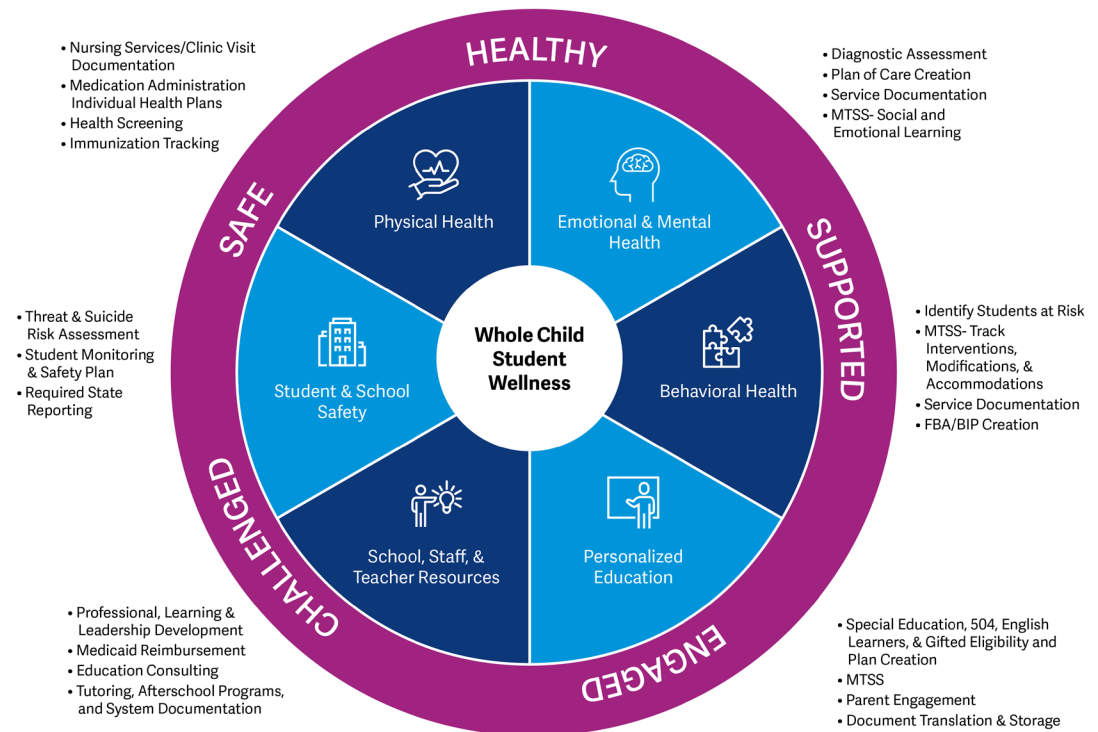 HEALTHY
• Nursing Services/Clinic Visit
Documentation
• Medication Administration
Individual Health Plans
• Health Screening
• Immunization Tracking
• Diagnostic Assessment
• Plan of Care Creation
• Service Documentation
• MTSS- Social and
Emotional Learning
Physical Health
Emotional & Mental
Health
SAFE
SUPPORTED
• Threat & Suicide
Risk Assessment
• Student Monitoring
& Safety Plan
• Required State
Reporting
Student & School
Safety
Whole Child
Student
Wellness
Behavioral Health
• Identify Students at Risk
• MTSS- Track
Interventions,
Modifications, &
Accommodations
• Service Documentation
• FBA/BIP Creation
CHALLENGED
School, Staff, &
Teacher Resources
Personalized
Education
ENGAGED
• Professional, Learning &
Leadership Development
• Medicaid Reimbursement
• Education Consulting
• Tutoring, Afterschool Programs,
and System Documentation
• Special Education, 504, English
Learners, & Gifted Eligibility and
Plan Creation
• MTSS
• Parent Engagement
• Document Translation & Storage